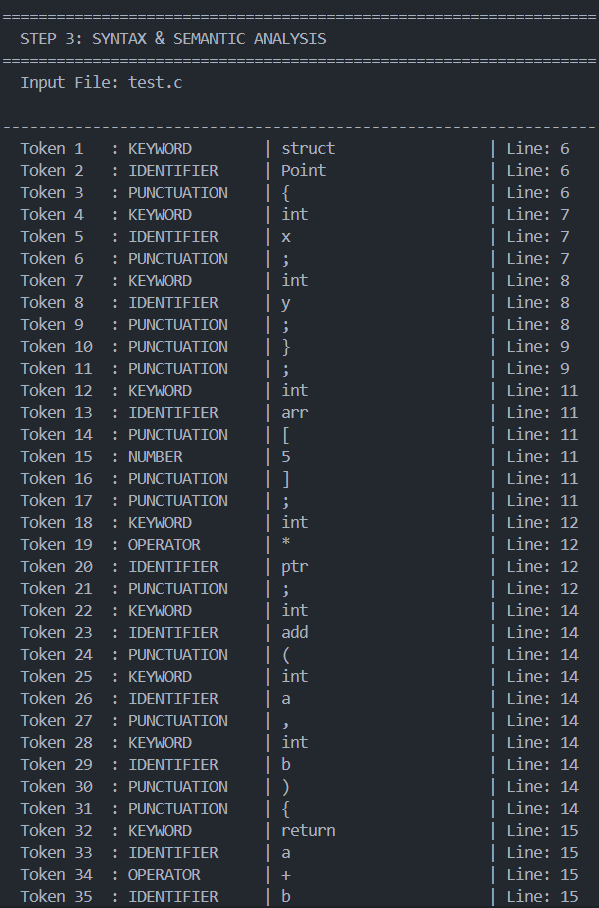 ==================================================================
STEP 3: SYNTAX & SEMANTIC ANALYSIS
==================================================================
Input File: test.c
------------------------------------------------------------------
Token 1   : KEYWORD        | struct                 | Line: 6
Token 2   : IDENTIFIER     | Point                  | Line: 6
Token 3   : PUNCTUATION    | {                      | Line: 6
Token 4   : KEYWORD        | int                    | Line: 7
Token 5   : IDENTIFIER     | x                      | Line: 7
Token 6   : PUNCTUATION    | ;                      | Line: 7
Token 7   : KEYWORD        | int                    | Line: 8
Token 8   : IDENTIFIER     | y                      | Line: 8
Token 9   : PUNCTUATION    | ;                      | Line: 8
Token 10  : PUNCTUATION    | }                      | Line: 9
Token 11  : PUNCTUATION    | ;                      | Line: 9
Token 12  : KEYWORD        | int                    | Line: 11
Token 13  : IDENTIFIER     | arr                    | Line: 11
Token 14  : PUNCTUATION    | [                      | Line: 11
Token 15  : NUMBER         | 5                      | Line: 11
Token 16  : PUNCTUATION    | ]                      | Line: 11
Token 17  : PUNCTUATION    | ;                      | Line: 11
Token 18  : KEYWORD        | int                    | Line: 12
Token 19  : OPERATOR       | *                      | Line: 12
Token 20  : IDENTIFIER     | ptr                    | Line: 12
Token 21  : PUNCTUATION    | ;                      | Line: 12
Token 22  : KEYWORD        | int                    | Line: 14
Token 23  : IDENTIFIER     | add                    | Line: 14
Token 24  : PUNCTUATION    | (                      | Line: 14
Token 25  : KEYWORD        | int                    | Line: 14
Token 26  : IDENTIFIER     | a                      | Line: 14
Token 27  : PUNCTUATION    | ,                      | Line: 14
Token 28  : KEYWORD        | int                    | Line: 14
Token 29  : IDENTIFIER     | b                      | Line: 14
Token 30  : PUNCTUATION    | )                      | Line: 14
Token 31  : PUNCTUATION    | {                      | Line: 14
Token 32  : KEYWORD        | return                 | Line: 15
Token 33  : IDENTIFIER     | a                      | Line: 15
Token 34  : OPERATOR       | +                      | Line: 15
Token 35  : IDENTIFIER     | b                      | Line: 15